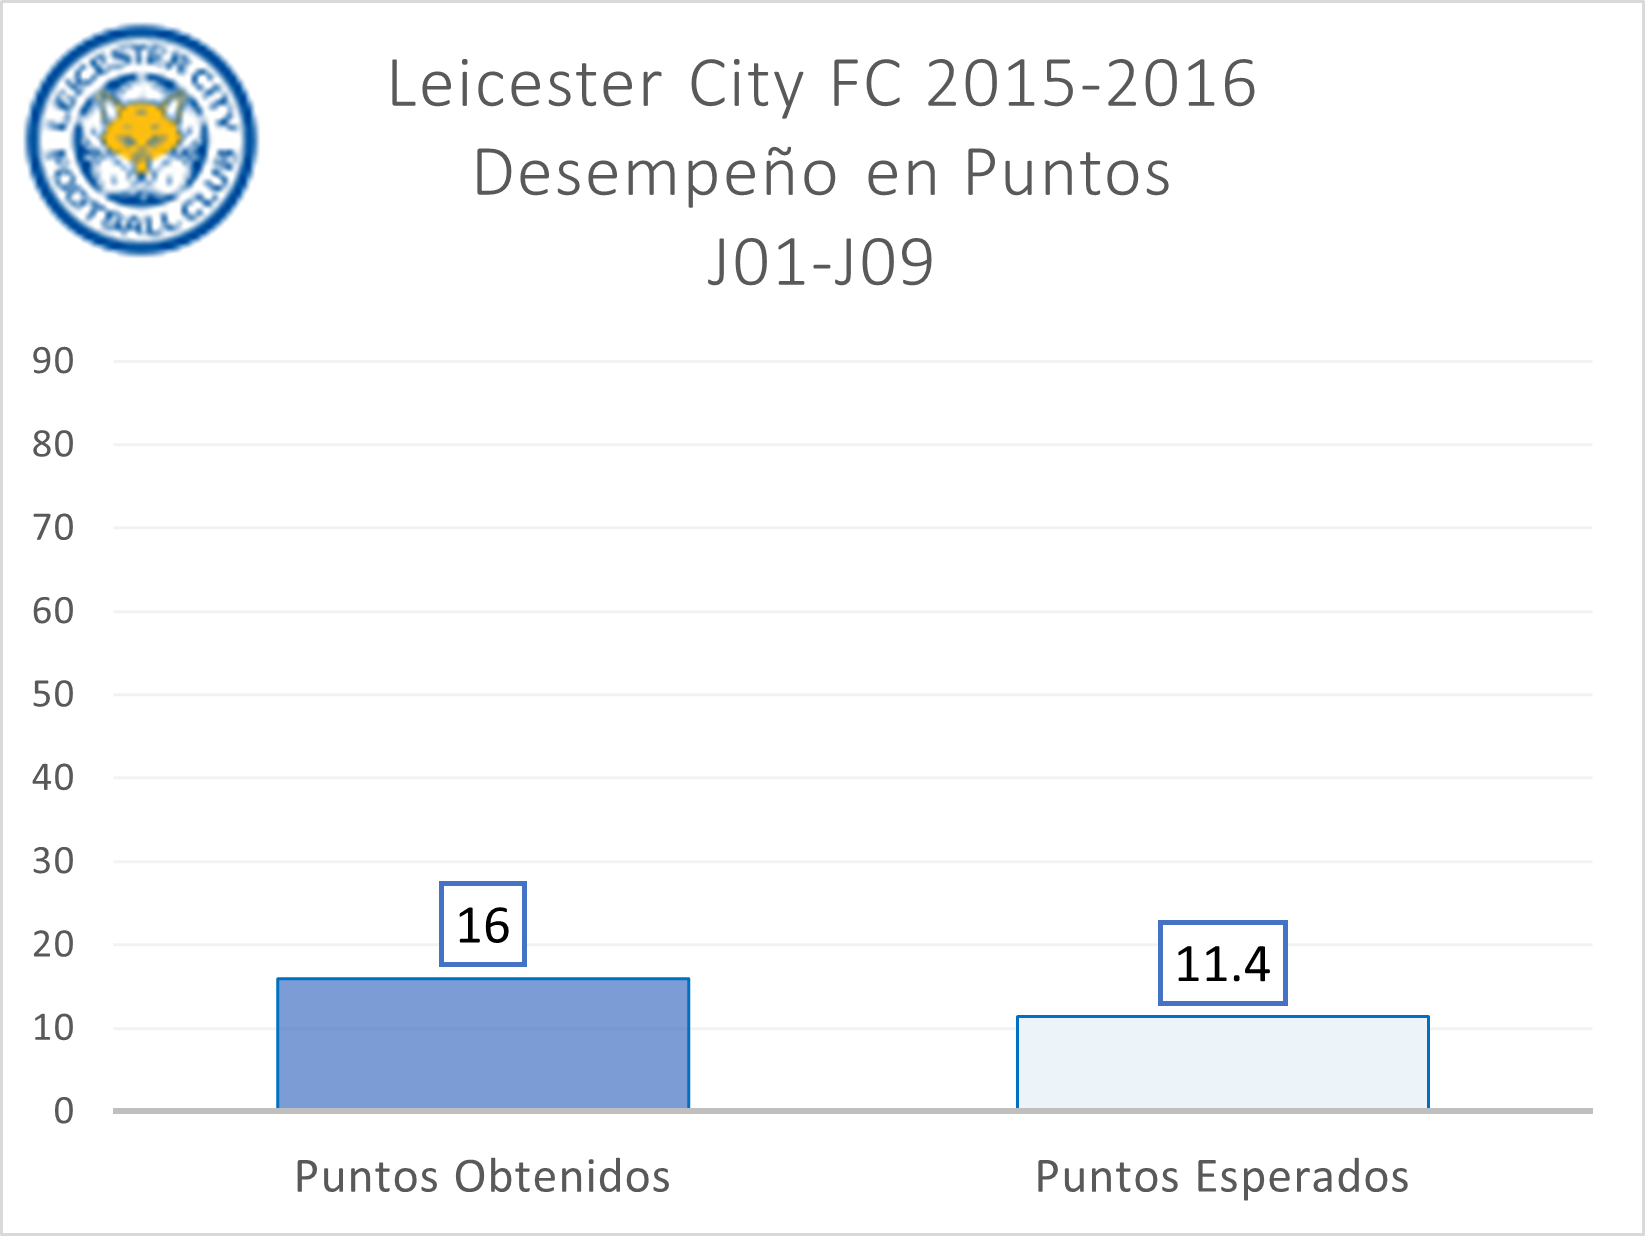 LEICESTER CITY
FOOTBALL CLUB
Leicester City FC 2015-2016
Desempeño en Puntos
J01-J09
90
80
70
60
50
40
30
20
10
0
16
11.4
Puntos Obtenidos
Puntos Esperados